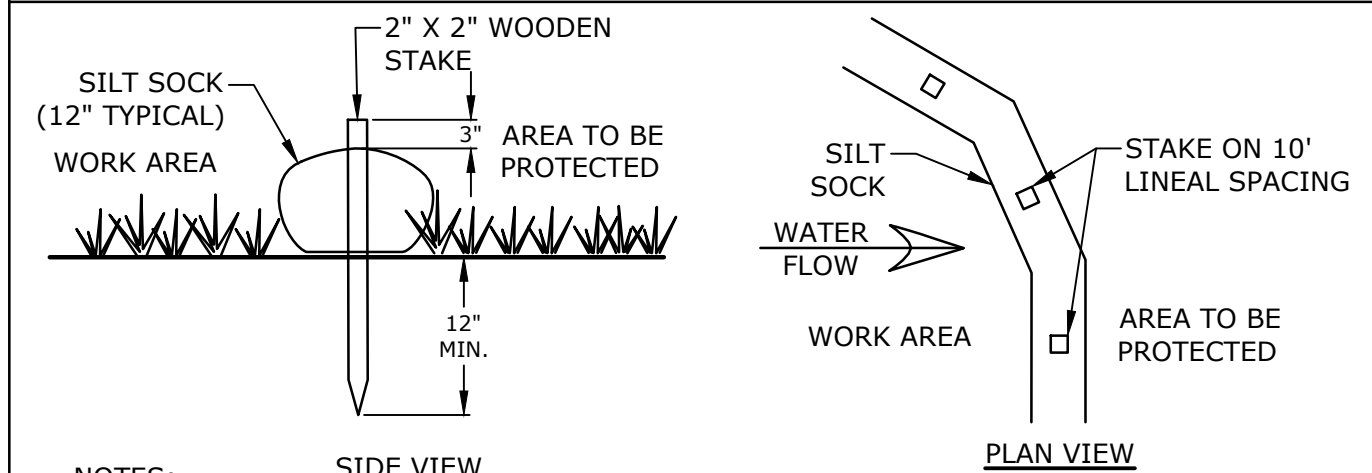 2" X 2" WOODEN
STAKE
SILT SOCK
(12" TYPICAL)
WORK AREA
3"
AREA TO BE
PROTECTED
12"
MIN.
SIDE VIEW
NOTES:
SILT
SOCK
STAKE ON 10'
LINEAL SPACING
WATER
FLOW
WORK AREA
AREA TO BE
PROTECTED
PLAN VIEW